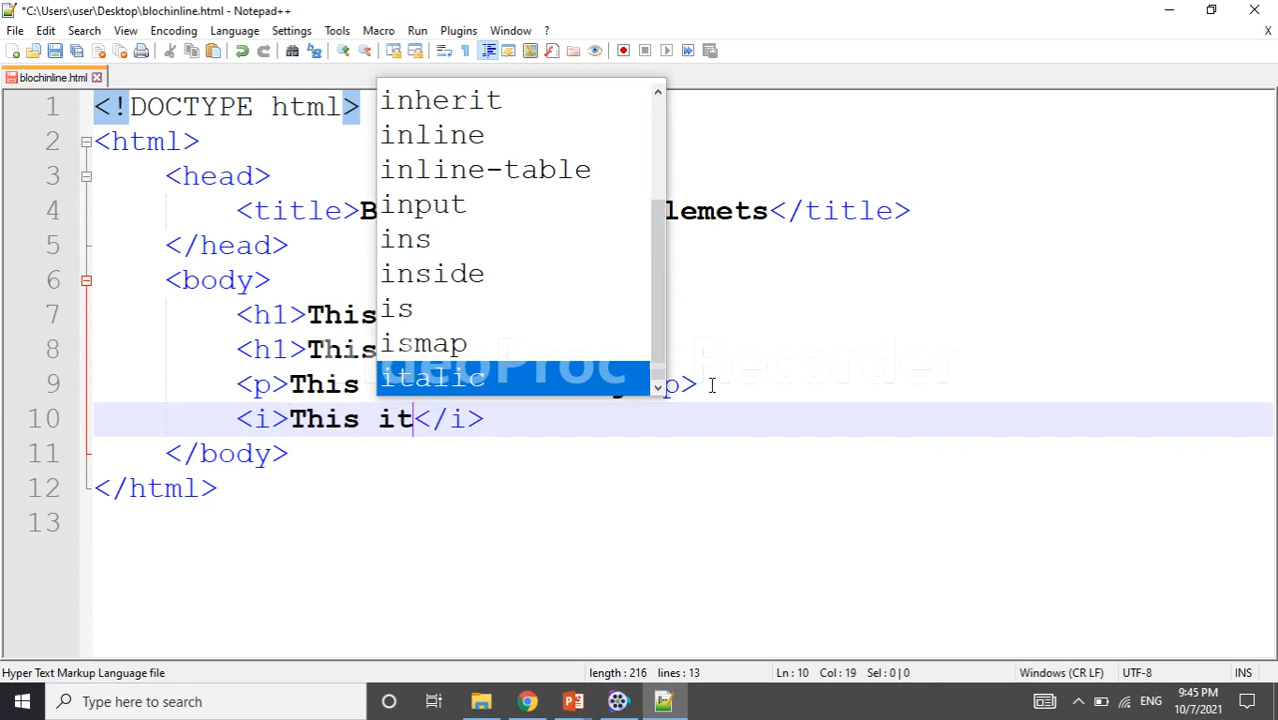 *C:\Users\user\Desktop\blochinline.html - Notepad++
File Edit Search View Encoding Language Settings Tools Macro Run Plugins Window ? X
blochinline.html
1 <!DOCTYPE html>
2 <html>
3 <head>
4 <title>B lemets</title>
5 </head>
6 <body>
7 <h1>This
8 <h1>This
9 <p>This p>
10 <i>This it</i>
11 </body>
12 </html>
13
inherit
inline
inline-table
input
ins
inside
is
ismap
italic
Recorder
Hyper Text Markup Language file length : 216 lines : 13 Ln : 10 Col : 19 Sel : 0 | 0 Windows (CR LF) UTF-8 INS
Type here to search ENG 9:45 PM
10/7/2021